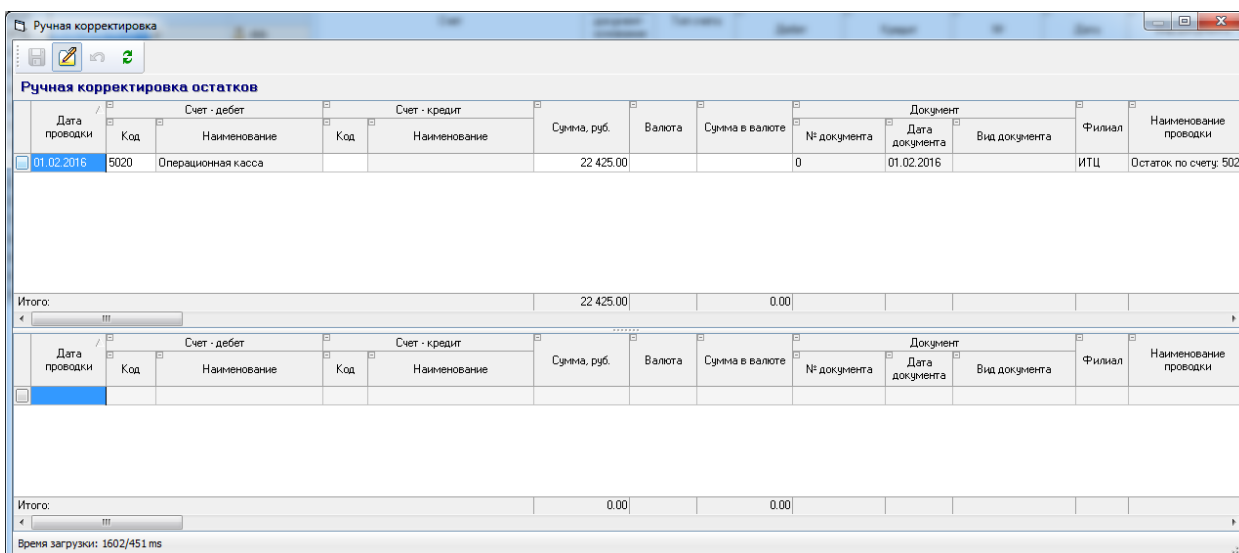 Ручная корректировка
Ручная корректировка остатков
Дата проводки Счет - дебет Счет - кредит Сумма, руб. Валюта Сумма в валюте Документ Филиал Наименование проводки
Код Наименование Код Наименование № документа Дата документа Вид документа
01.02.2016 5020 Операционная касса 22 425.00 0 01.02.2016 ИТЦ Остаток по счету: 502
Итого: 22 425.00 0.00
Дата проводки Счет - дебет Счет - кредит Сумма, руб. Валюта Сумма в валюте Документ Филиал Наименование проводки
Код Наименование Код Наименование № документа Дата документа Вид документа
Итого: 0.00 0.00
Время загрузки: 1602/451 ms